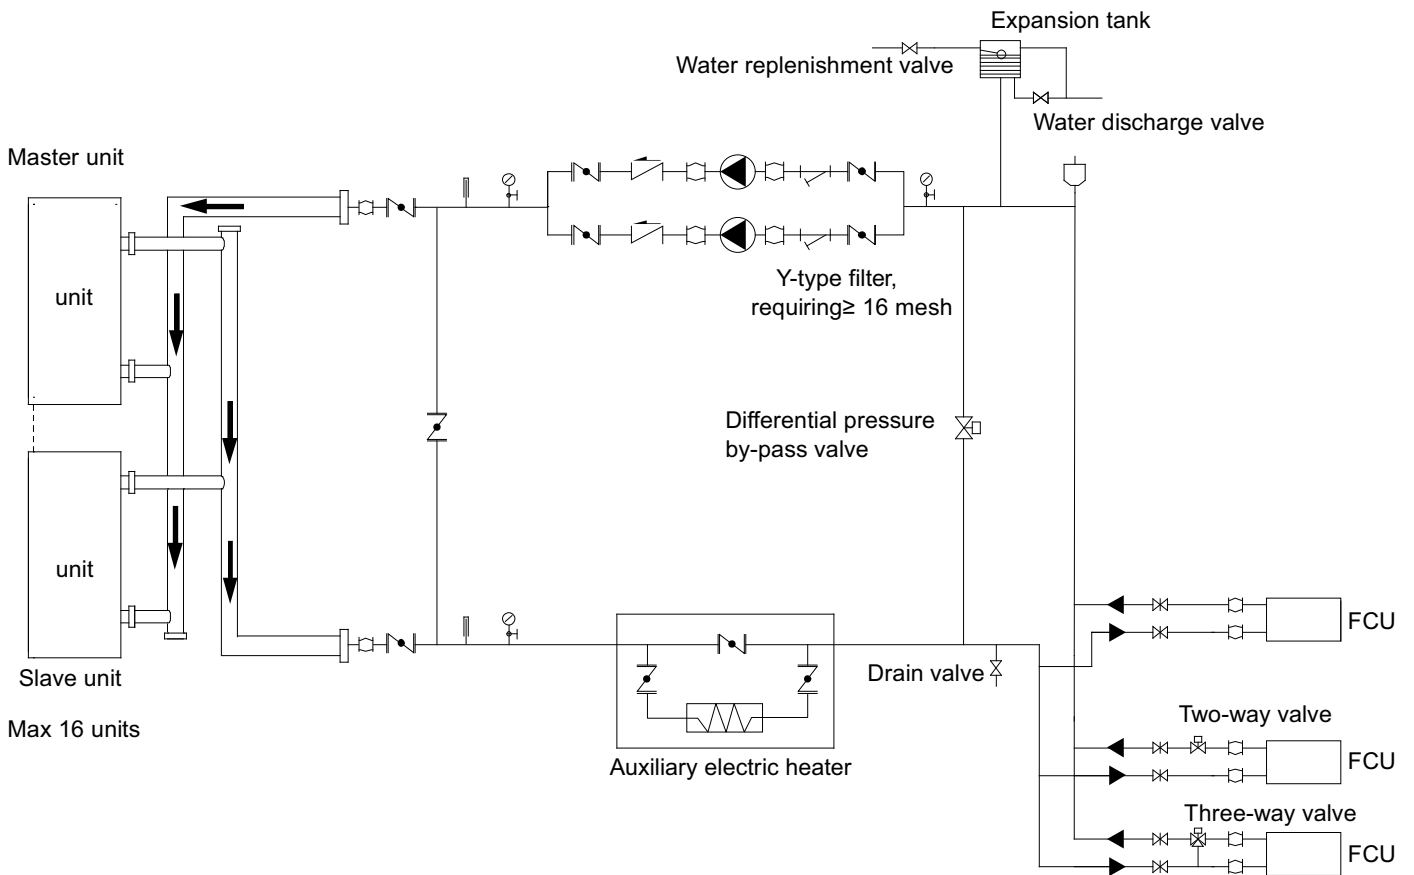 Expansion tank
Water replenishment valve
Water discharge valve
Master unit
unit
Y-type filter,
requiring≥ 16 mesh
Differential pressure
by-pass valve
unit
Slave unit
Max 16 units
Auxiliary electric heater
Drain valve
FCU
Two-way valve
FCU
Three-way valve
FCU